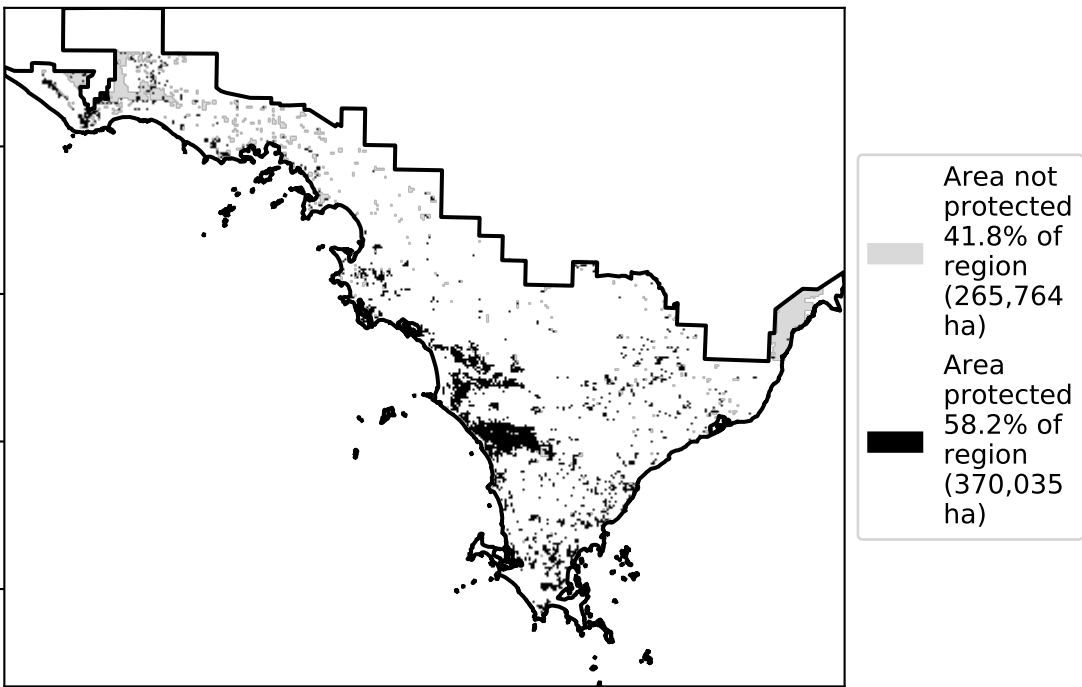 Area not
protected
41.8% of
region
(265,764
ha)
Area
protected
58.2% of
region
(370,035
ha)